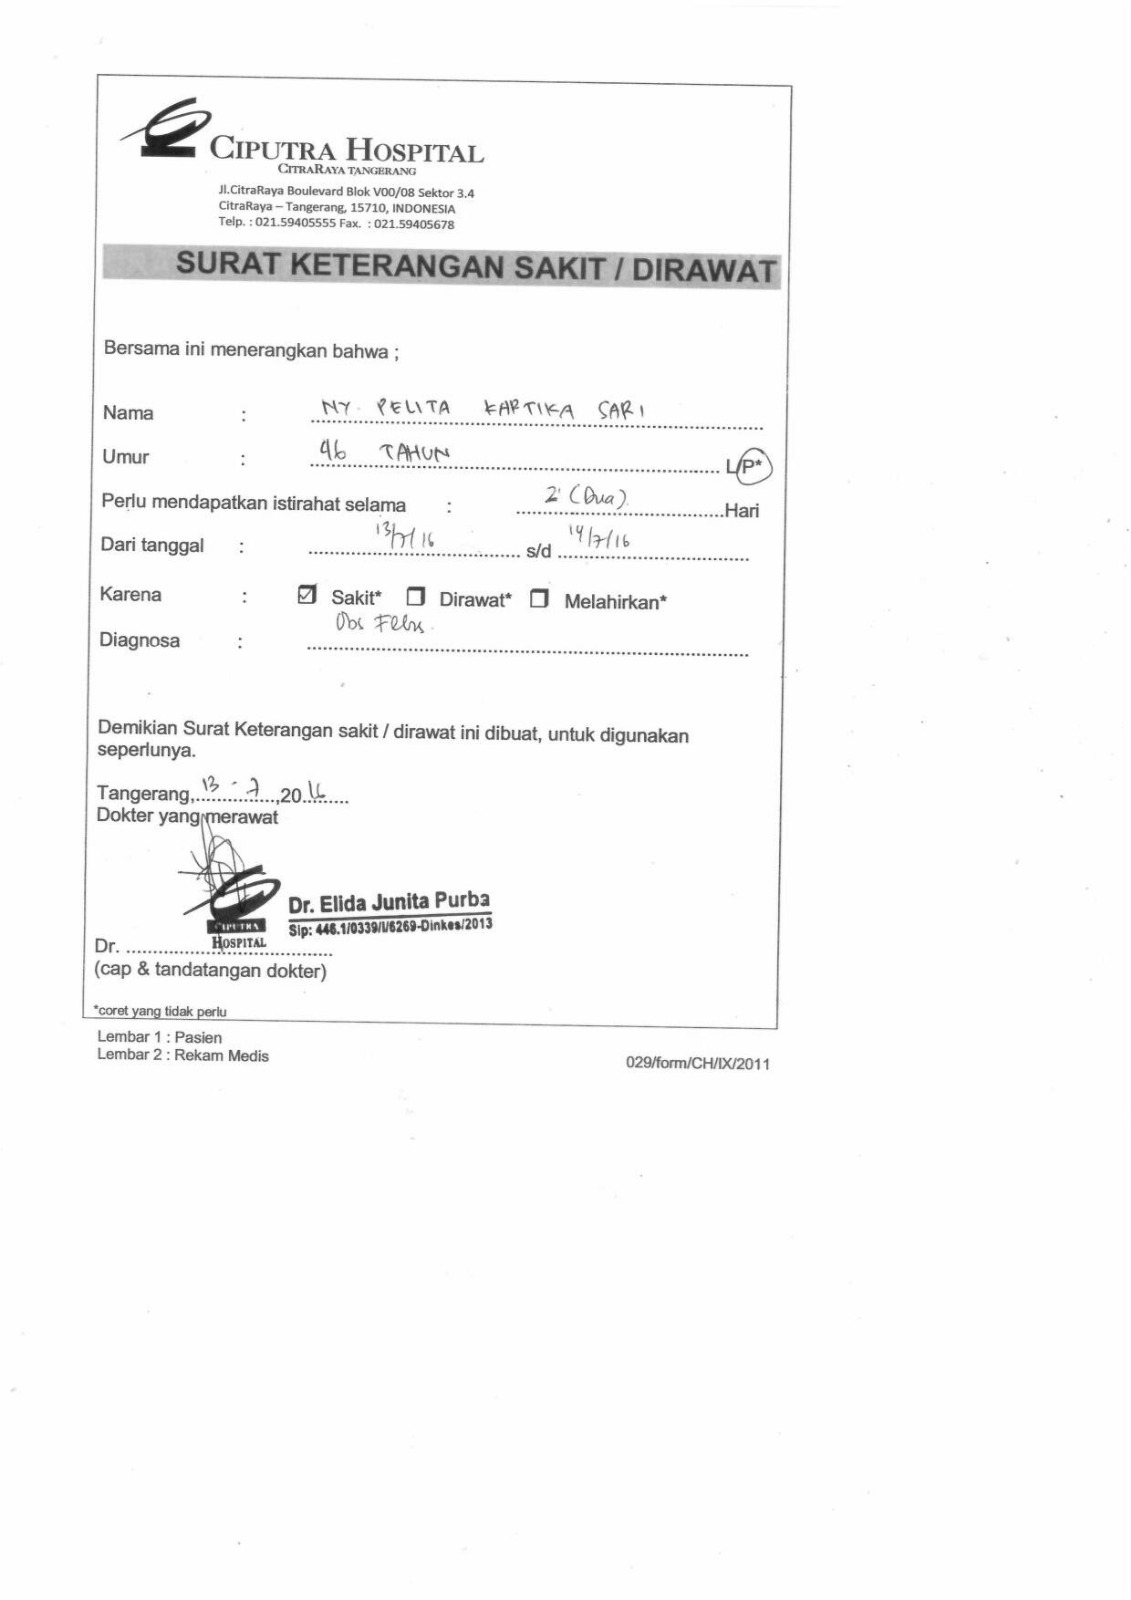 CIPUTRA HOSPITAL
CITRARAYA TANGERANG
Jl.CitraRaya Boulevard Blok V00/08 Sektor 3.4
CitraRaya – Tangerang, 15710, INDONESIA
Telp. : 021.59405555 Fax. : 021.59405678
SURAT KETERANGAN SAKIT / DIRAWAT
Bersama ini menerangkan bahwa ;
Nama : NY. PELITA KARTIKA SARI
Umur : 46 TAHUN L/P*
Perlu mendapatkan istirahat selama : 2 (Dua) Hari
Dari tanggal : 13/7/16 s/d 14/7/16
Karena : ☑ Sakit* ☐ Dirawat* ☐ Melahirkan*
Diagnosa : Obs Febris
Demikian Surat Keterangan sakit / dirawat ini dibuat, untuk digunakan
seperlunya.
Tangerang, 13 - 7 ,2016
Dokter yang merawat
CIPUTRA
HOSPITAL
Dr. Elida Junita Purba
Sip: 446.1/0339/I/6269-Dinkes/2013
Dr. ....................................
(cap & tandatangan dokter)
*coret yang tidak perlu
Lembar 1 : Pasien
Lembar 2 : Rekam Medis
029/form/CH/IX/2011